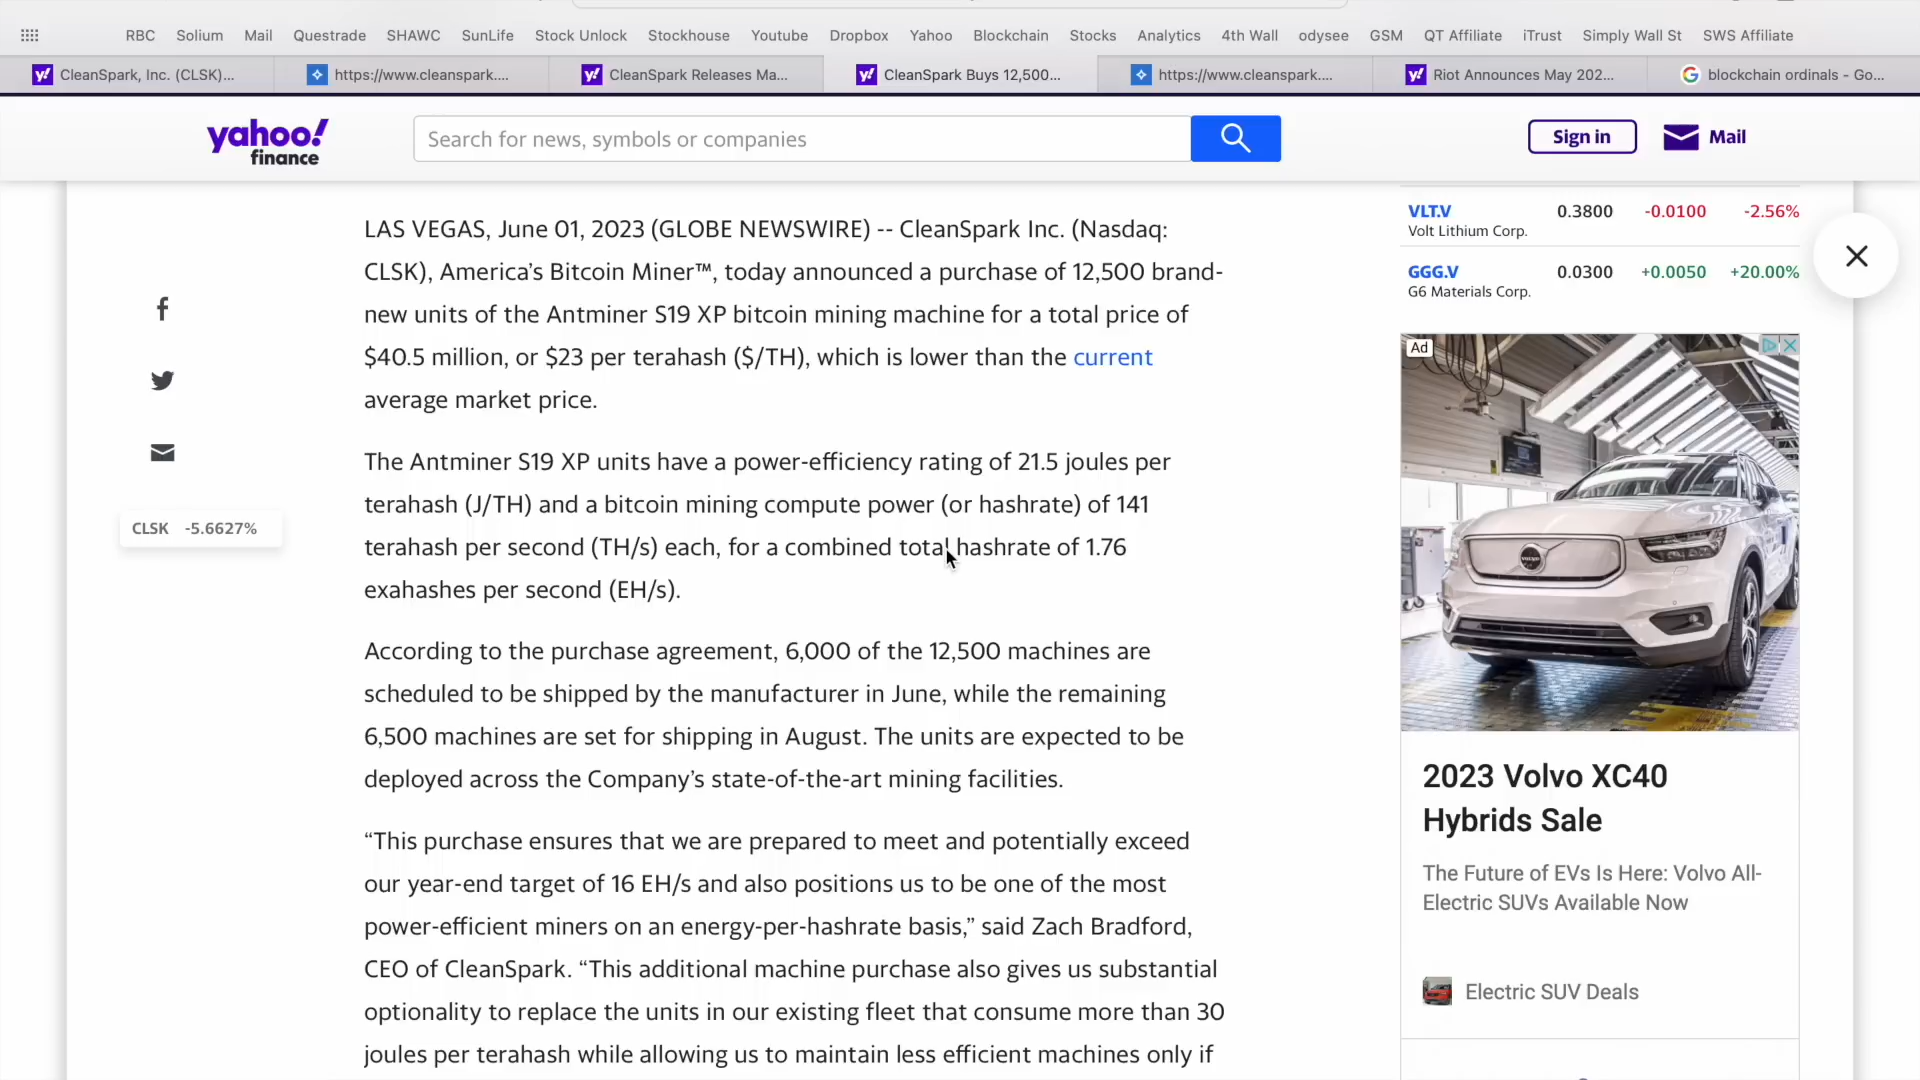 RBC Solium Mail Questrade SHAWC SunLife Stock Unlock Stockhouse Youtube Dropbox Yahoo Blockchain Stocks Analytics 4th Wall odysee GSM QT Affiliate iTrust Simply Wall St SWS Affiliate
CleanSpark, Inc. (CLSK)... https://www.cleanspark.... CleanSpark Releases Ma... CleanSpark Buys 12,500... https://www.cleanspark.... Riot Announces May 202... blockchain ordinals - Go...
yahoo!
finance
Search for news, symbols or companies
Sign in
Mail
LAS VEGAS, June 01, 2023 (GLOBE NEWSWIRE) -- CleanSpark Inc. (Nasdaq:
CLSK), America’s Bitcoin Miner™, today announced a purchase of 12,500 brand-
new units of the Antminer S19 XP bitcoin mining machine for a total price of
$40.5 million, or $23 per terahash ($/TH), which is lower than the current
average market price.
The Antminer S19 XP units have a power-efficiency rating of 21.5 joules per
terahash (J/TH) and a bitcoin mining compute power (or hashrate) of 141
terahash per second (TH/s) each, for a combined total hashrate of 1.76
exahashes per second (EH/s).
According to the purchase agreement, 6,000 of the 12,500 machines are
scheduled to be shipped by the manufacturer in June, while the remaining
6,500 machines are set for shipping in August. The units are expected to be
deployed across the Company’s state-of-the-art mining facilities.
“This purchase ensures that we are prepared to meet and potentially exceed
our year-end target of 16 EH/s and also positions us to be one of the most
power-efficient miners on an energy-per-hashrate basis,” said Zach Bradford,
CEO of CleanSpark. “This additional machine purchase also gives us substantial
optionality to replace the units in our existing fleet that consume more than 30
joules per terahash while allowing us to maintain less efficient machines only if
CLSK -5.6627%
VLT.V 0.3800 -0.0100 -2.56%
Volt Lithium Corp.
GGG.V 0.0300 +0.0050 +20.00%
G6 Materials Corp.
Ad
2023 Volvo XC40
Hybrids Sale
The Future of EVs Is Here: Volvo All-
Electric SUVs Available Now
Electric SUV Deals